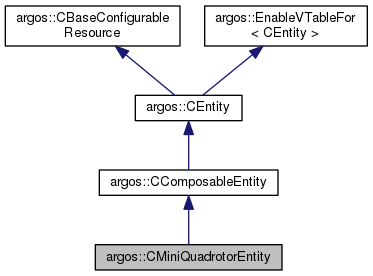 argos::CBaseConfigurable
Resource
argos::EnableVTableFor
< CEntity >
argos::CEntity
argos::CComposableEntity
argos::CMiniQuadrotorEntity